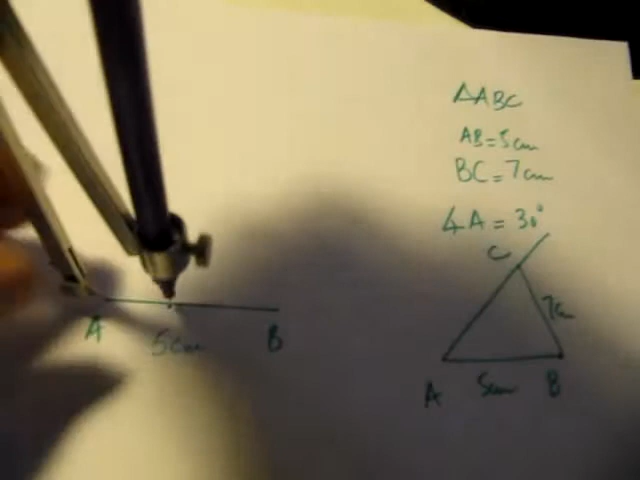 △ABC
AB=5cm
BC=7cm
∡A=30°
C
7cm
A 5cm B
A 5cm B